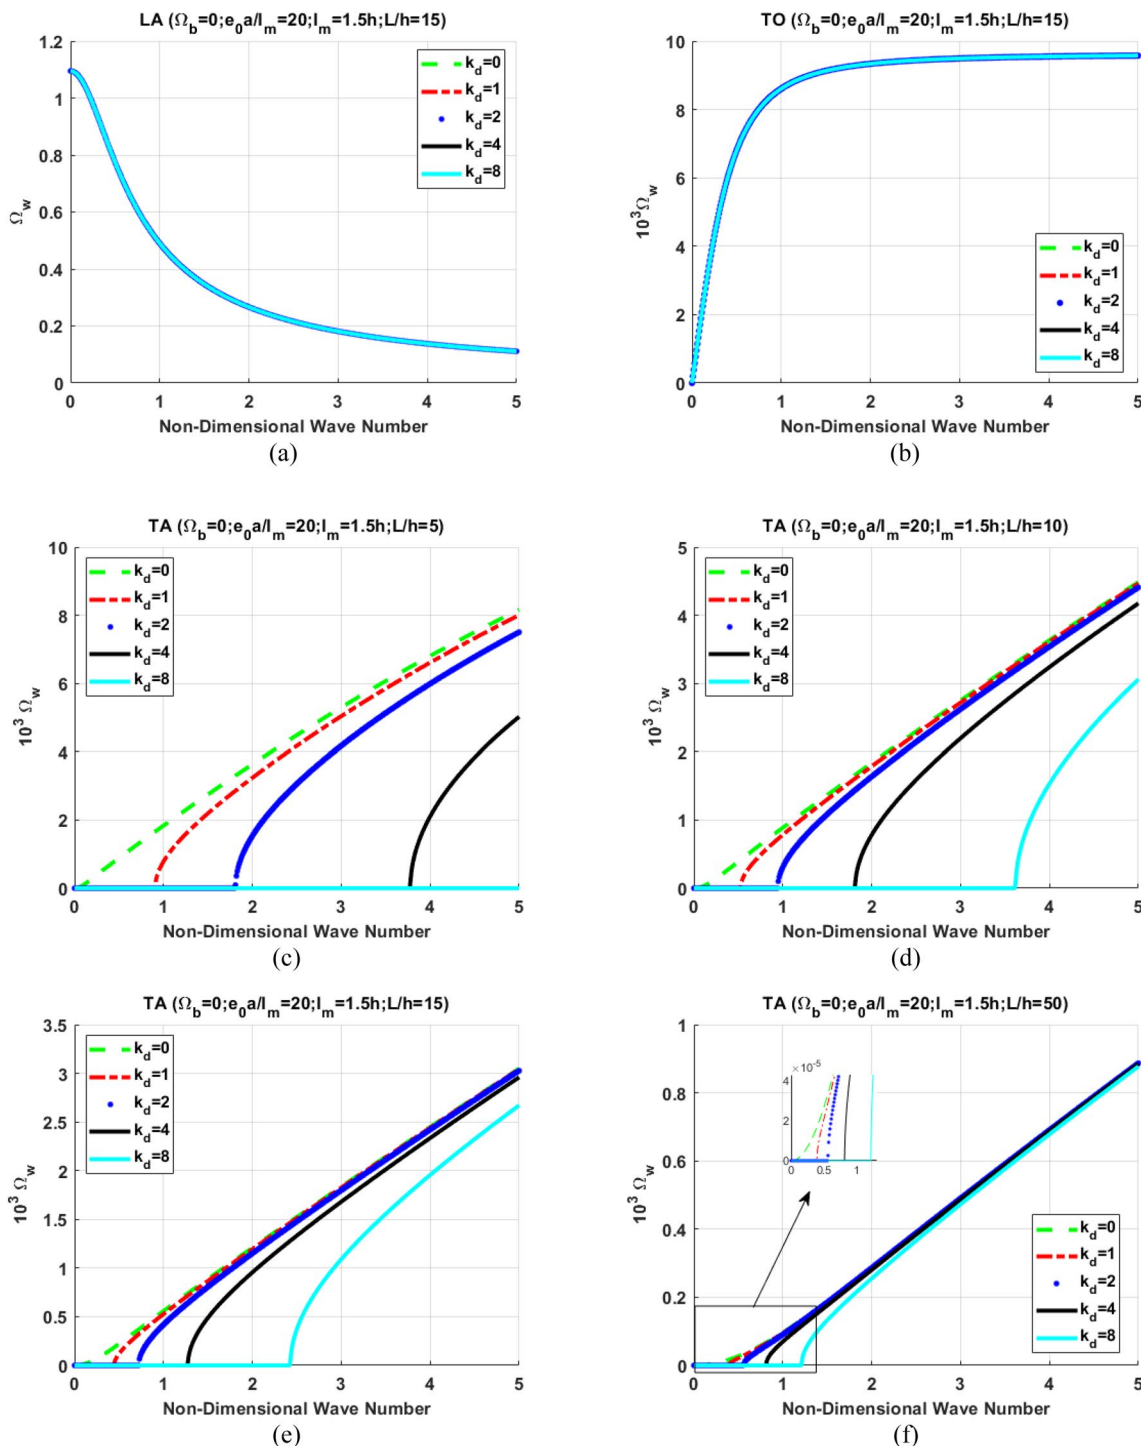 LA (Ω_b=0;e_0a/l_m=20;l_m=1.5h;L/h=15)
1.2
1
0.8
0.6
0.4
0.2
0
Ω_w
k_d=0
k_d=1
k_d=2
k_d=4
k_d=8
0 1 2 3 4 5
Non-Dimensional Wave Number
(a)
TO (Ω_b=0;e_0a/l_m=20;l_m=1.5h;L/h=15)
10
8
6
4
2
0
10^3Ω_w
k_d=0
k_d=1
k_d=2
k_d=4
k_d=8
0 1 2 3 4 5
Non-Dimensional Wave Number
(b)
TA (Ω_b=0;e_0a/l_m=20;l_m=1.5h;L/h=5)
10
8
6
4
2
0
10^3 Ω_w
k_d=0
k_d=1
k_d=2
k_d=4
k_d=8
0 1 2 3 4 5
Non-Dimensional Wave Number
(c)
TA (Ω_b=0;e_0a/l_m=20;l_m=1.5h;L/h=10)
5
4
3
2
1
0
10^3 Ω_w
k_d=0
k_d=1
k_d=2
k_d=4
k_d=8
0 1 2 3 4 5
Non-Dimensional Wave Number
(d)
TA (Ω_b=0;e_0a/l_m=20;l_m=1.5h;L/h=15)
3.5
3
2.5
2
1.5
1
0.5
0
10^3 Ω_w
k_d=0
k_d=1
k_d=2
k_d=4
k_d=8
0 1 2 3 4 5
Non-Dimensional Wave Number
(e)
TA (Ω_b=0;e_0a/l_m=20;l_m=1.5h;L/h=50)
1
0.8
0.6
0.4
0.2
0
10^3 Ω_w
×10^-5
4
2
0
0 0.5 1
k_d=0
k_d=1
k_d=2
k_d=4
k_d=8
0 1 2 3 4 5
Non-Dimensional Wave Number
(f)